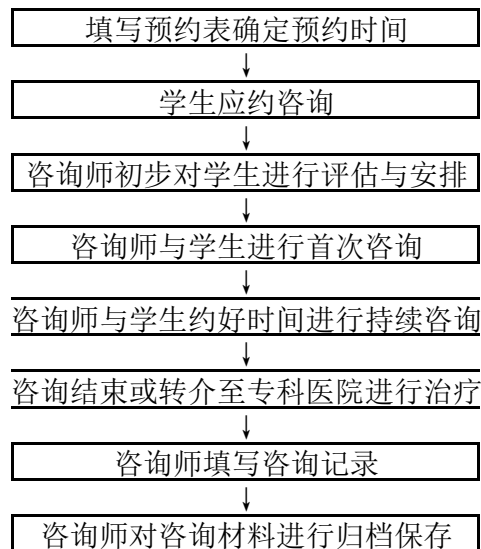 填写预约表确定预约时间
学生应约咨询
咨询师初步对学生进行评估与安排
咨询师与学生进行首次咨询
咨询师与学生约好时间进行持续咨询
咨询结束或转介至专科医院进行治疗
咨询师填写咨询记录
咨询师对咨询材料进行归档保存